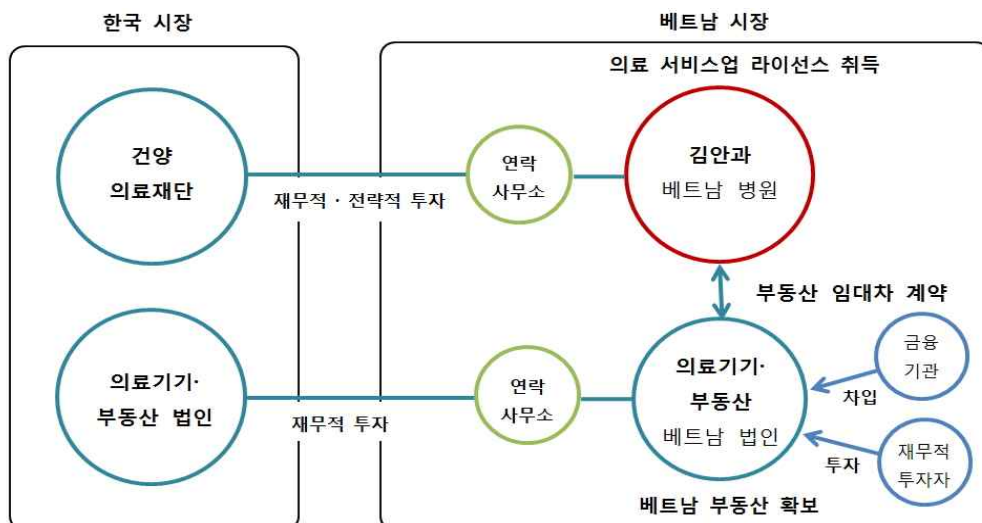 한국 시장
베트남 시장
의료 서비스업 라이선스 취득
건양
의료재단
재무적 · 전략적 투자
연락
사무소
김안과
베트남 병원
부동산 임대차 계약
의료기기·
부동산 법인
재무적 투자
연락
사무소
의료기기·
부동산
베트남 법인
금융
기관
차입
재무적
투자자
투자
베트남 부동산 확보